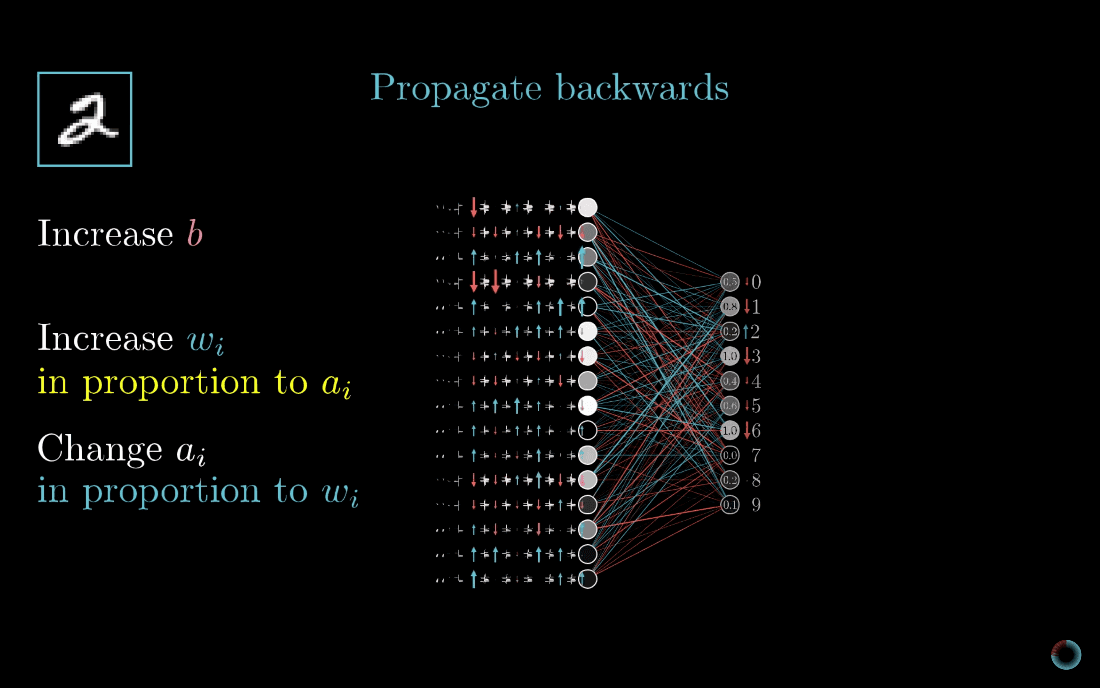 Propagate backwards
2
Increase b
Increase w_i
in proportion to a_i
Change a_i
in proportion to w_i
0.5 0
0.8 1
0.2 2
1.0 3
0.4 4
0.6 5
1.0 6
0.0 7
0.2 8
0.1 9